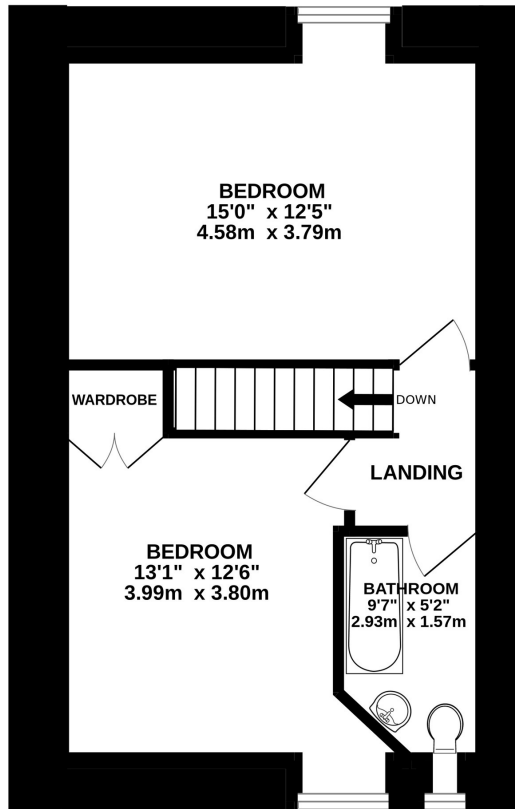 BEDROOM
15'0" x 12'5"
4.58m x 3.79m
WARDROBE
DOWN
LANDING
BEDROOM
13'1" x 12'6"
3.99m x 3.80m
BATHROOM
9'7" x 5'2"
2.93m x 1.57m